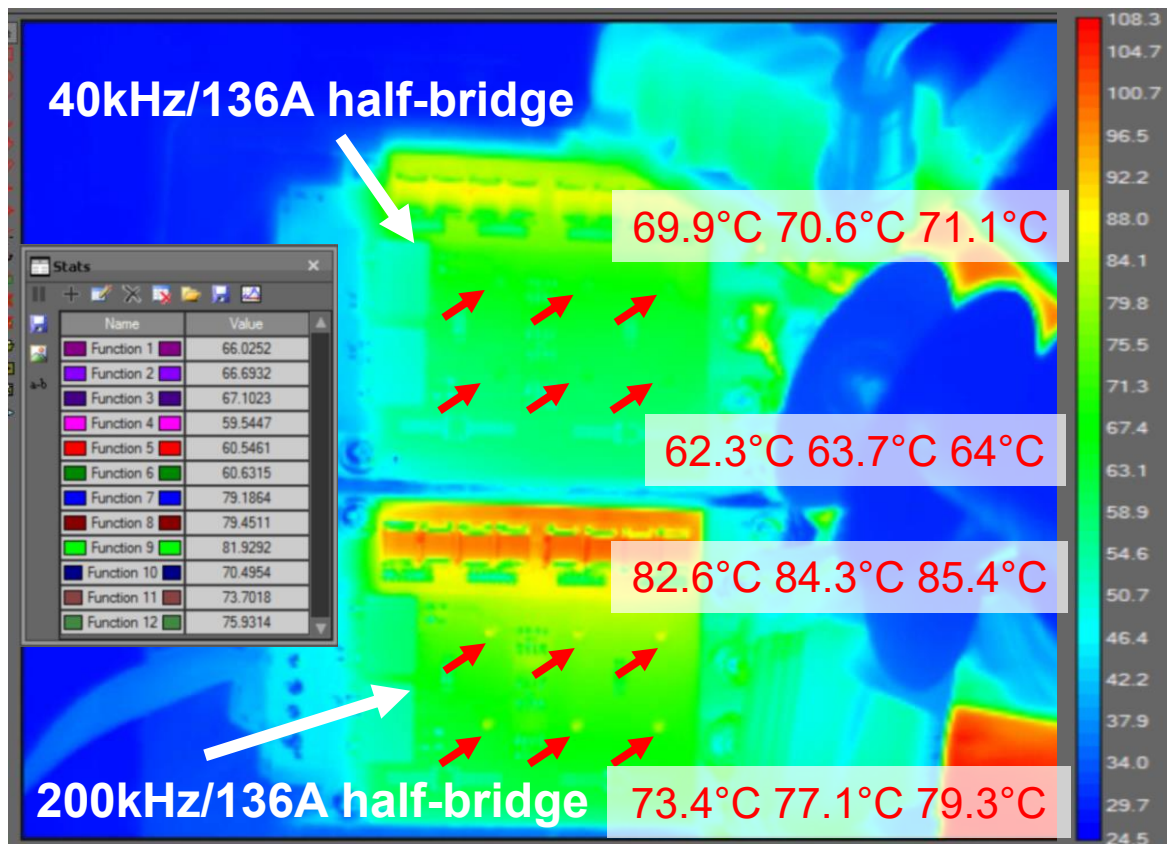 40kHz/136A half-bridge
69.9°C 70.6°C 71.1°C
62.3°C 63.7°C 64°C
82.6°C 84.3°C 85.4°C
73.4°C 77.1°C 79.3°C
200kHz/136A half-bridge
Stats
Name Value
Function 1 66.0252
Function 2 66.6932
Function 3 67.1023
Function 4 59.5447
Function 5 60.5461
Function 6 60.6315
Function 7 79.1864
Function 8 79.4511
Function 9 81.9292
Function 10 70.4954
Function 11 73.7018
Function 12 75.9314
a-b
108.3
104.7
100.7
96.5
92.2
88.0
84.1
79.8
75.5
71.3
67.4
63.1
58.9
54.6
50.7
46.4
42.2
37.9
34.0
29.7
24.5